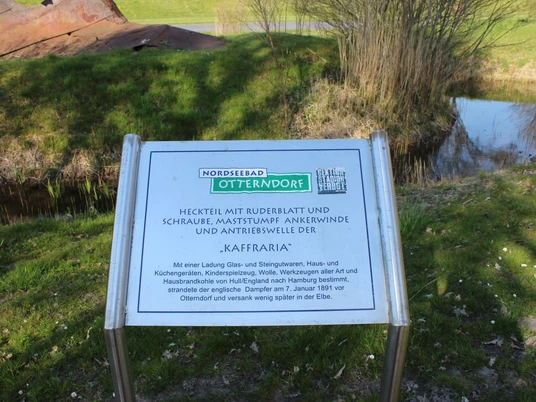 NORDSEEBAD
OTTERNDORF
HECKTEIL MIT RUDERBLATT UND
SCHRAUBE, MASTSTUMPF ANKERWINDE
UND ANTRIEBSWELLE DER
„KAFFRARIA“
Mit einer Ladung Glas- und Steingutwaren, Haus- und
Küchengeräten, Kinderspielzeug, Wolle, Werkzeugen aller Art und
Hausbrandkohle von Hull/England nach Hamburg bestimmt,
strandete der englische Dampfer am 7. Januar 1891 vor
Otterndorf und versank wenig später in der Elbe.